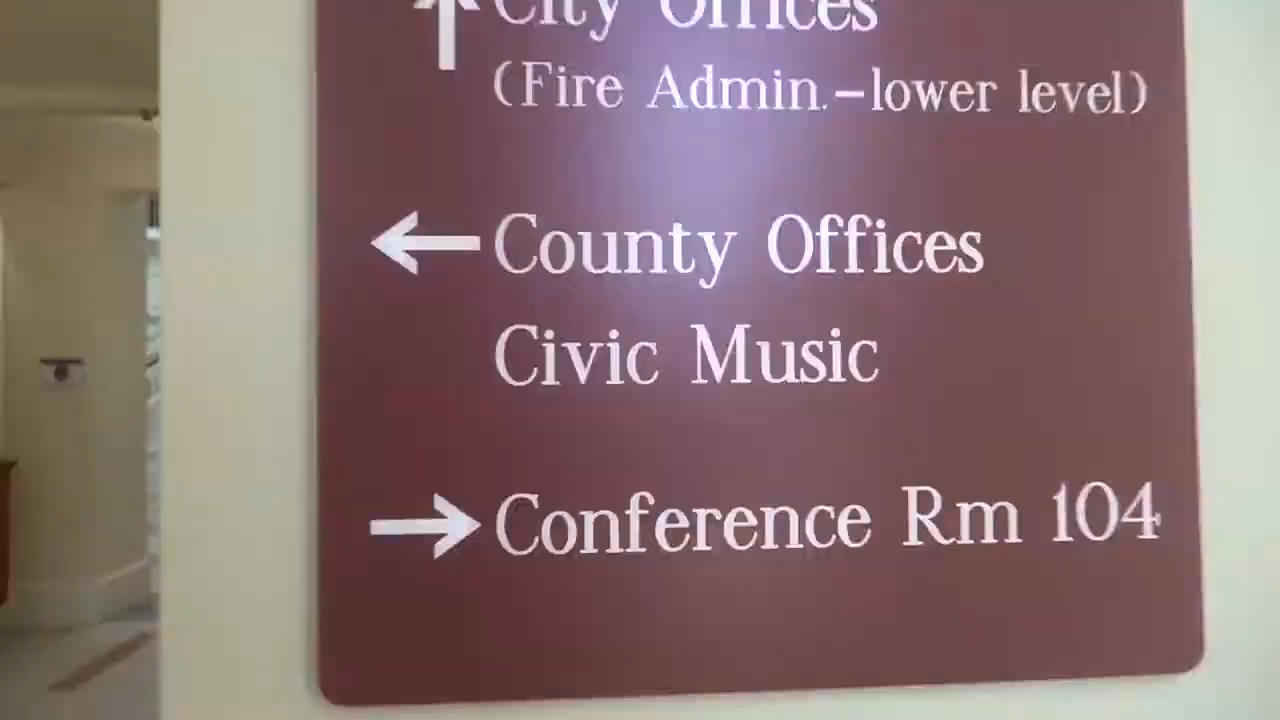 City Offices
(Fire Admin.–lower level)
← County Offices
Civic Music
→ Conference Rm 104